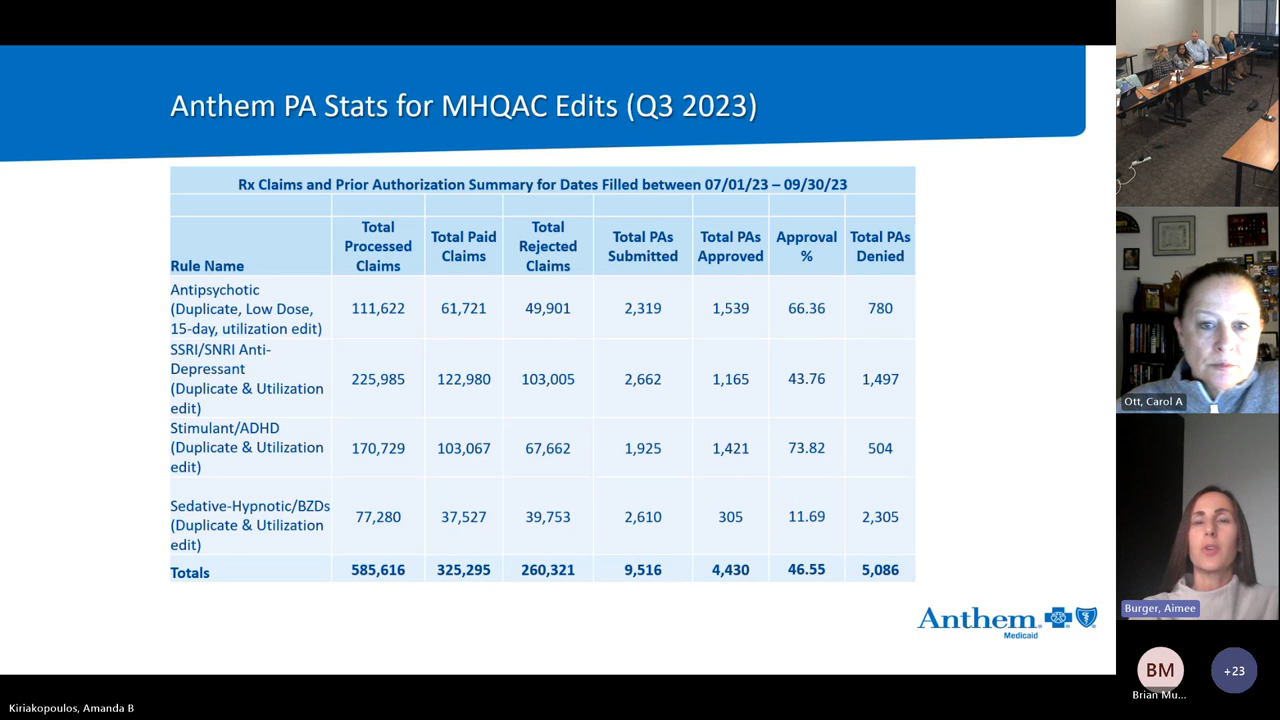 Anthem PA Stats for MHQAC Edits (Q3 2023)
Rx Claims and Prior Authorization Summary for Dates Filled between 07/01/23 – 09/30/23
Rule Name
Total
Processed
Claims
Total Paid
Claims
Total
Rejected
Claims
Total PAs
Submitted
Total PAs
Approved
Approval
%
Total PAs
Denied
Antipsychotic
(Duplicate, Low Dose,
15-day, utilization edit)
111,622
61,721
49,901
2,319
1,539
66.36
780
SSRI/SNRI Anti-
Depressant
(Duplicate & Utilization
edit)
225,985
122,980
103,005
2,662
1,165
43.76
1,497
Stimulant/ADHD
(Duplicate & Utilization
edit)
170,729
103,067
67,662
1,925
1,421
73.82
504
Sedative-Hypnotic/BZDs
(Duplicate & Utilization
edit)
77,280
37,527
39,753
2,610
305
11.69
2,305
Totals
585,616
325,295
260,321
9,516
4,430
46.55
5,086
Anthem
Medicaid
Ott, Carol A
Burger, Aimee
BM
Brian Mu...
+23
Kiriakopoulos, Amanda B